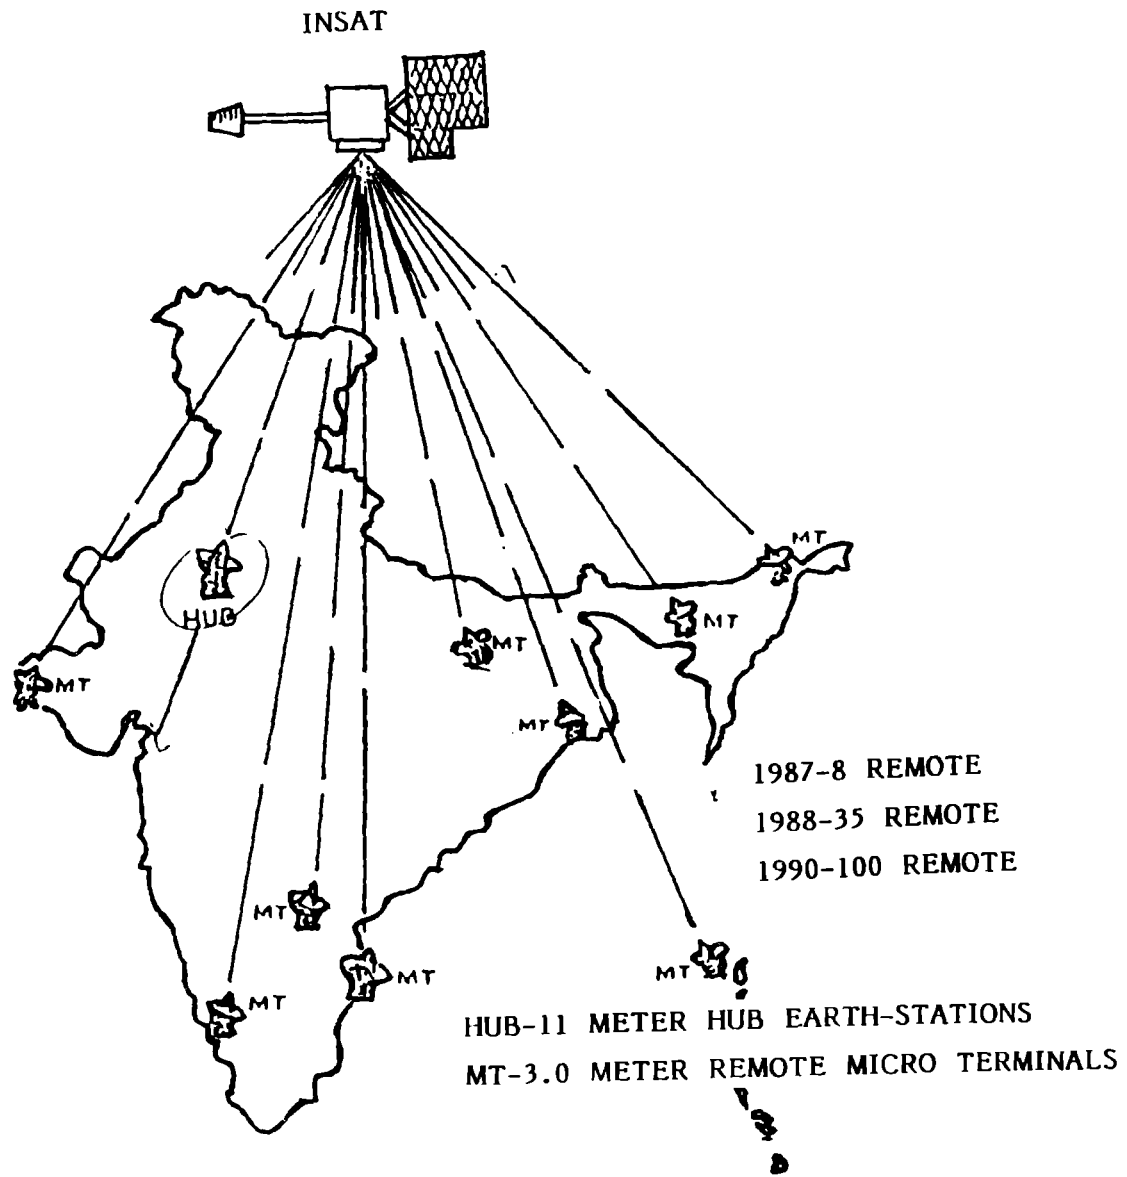 INSAT
MT
HUB
MT
MT
MT
MT
1987-8 REMOTE
1988-35 REMOTE
1990-100 REMOTE
MT
MT
MT
MT
HUB-11 METER HUB EARTH-STATIONS
MT-3.0 METER REMOTE MICRO TERMINALS